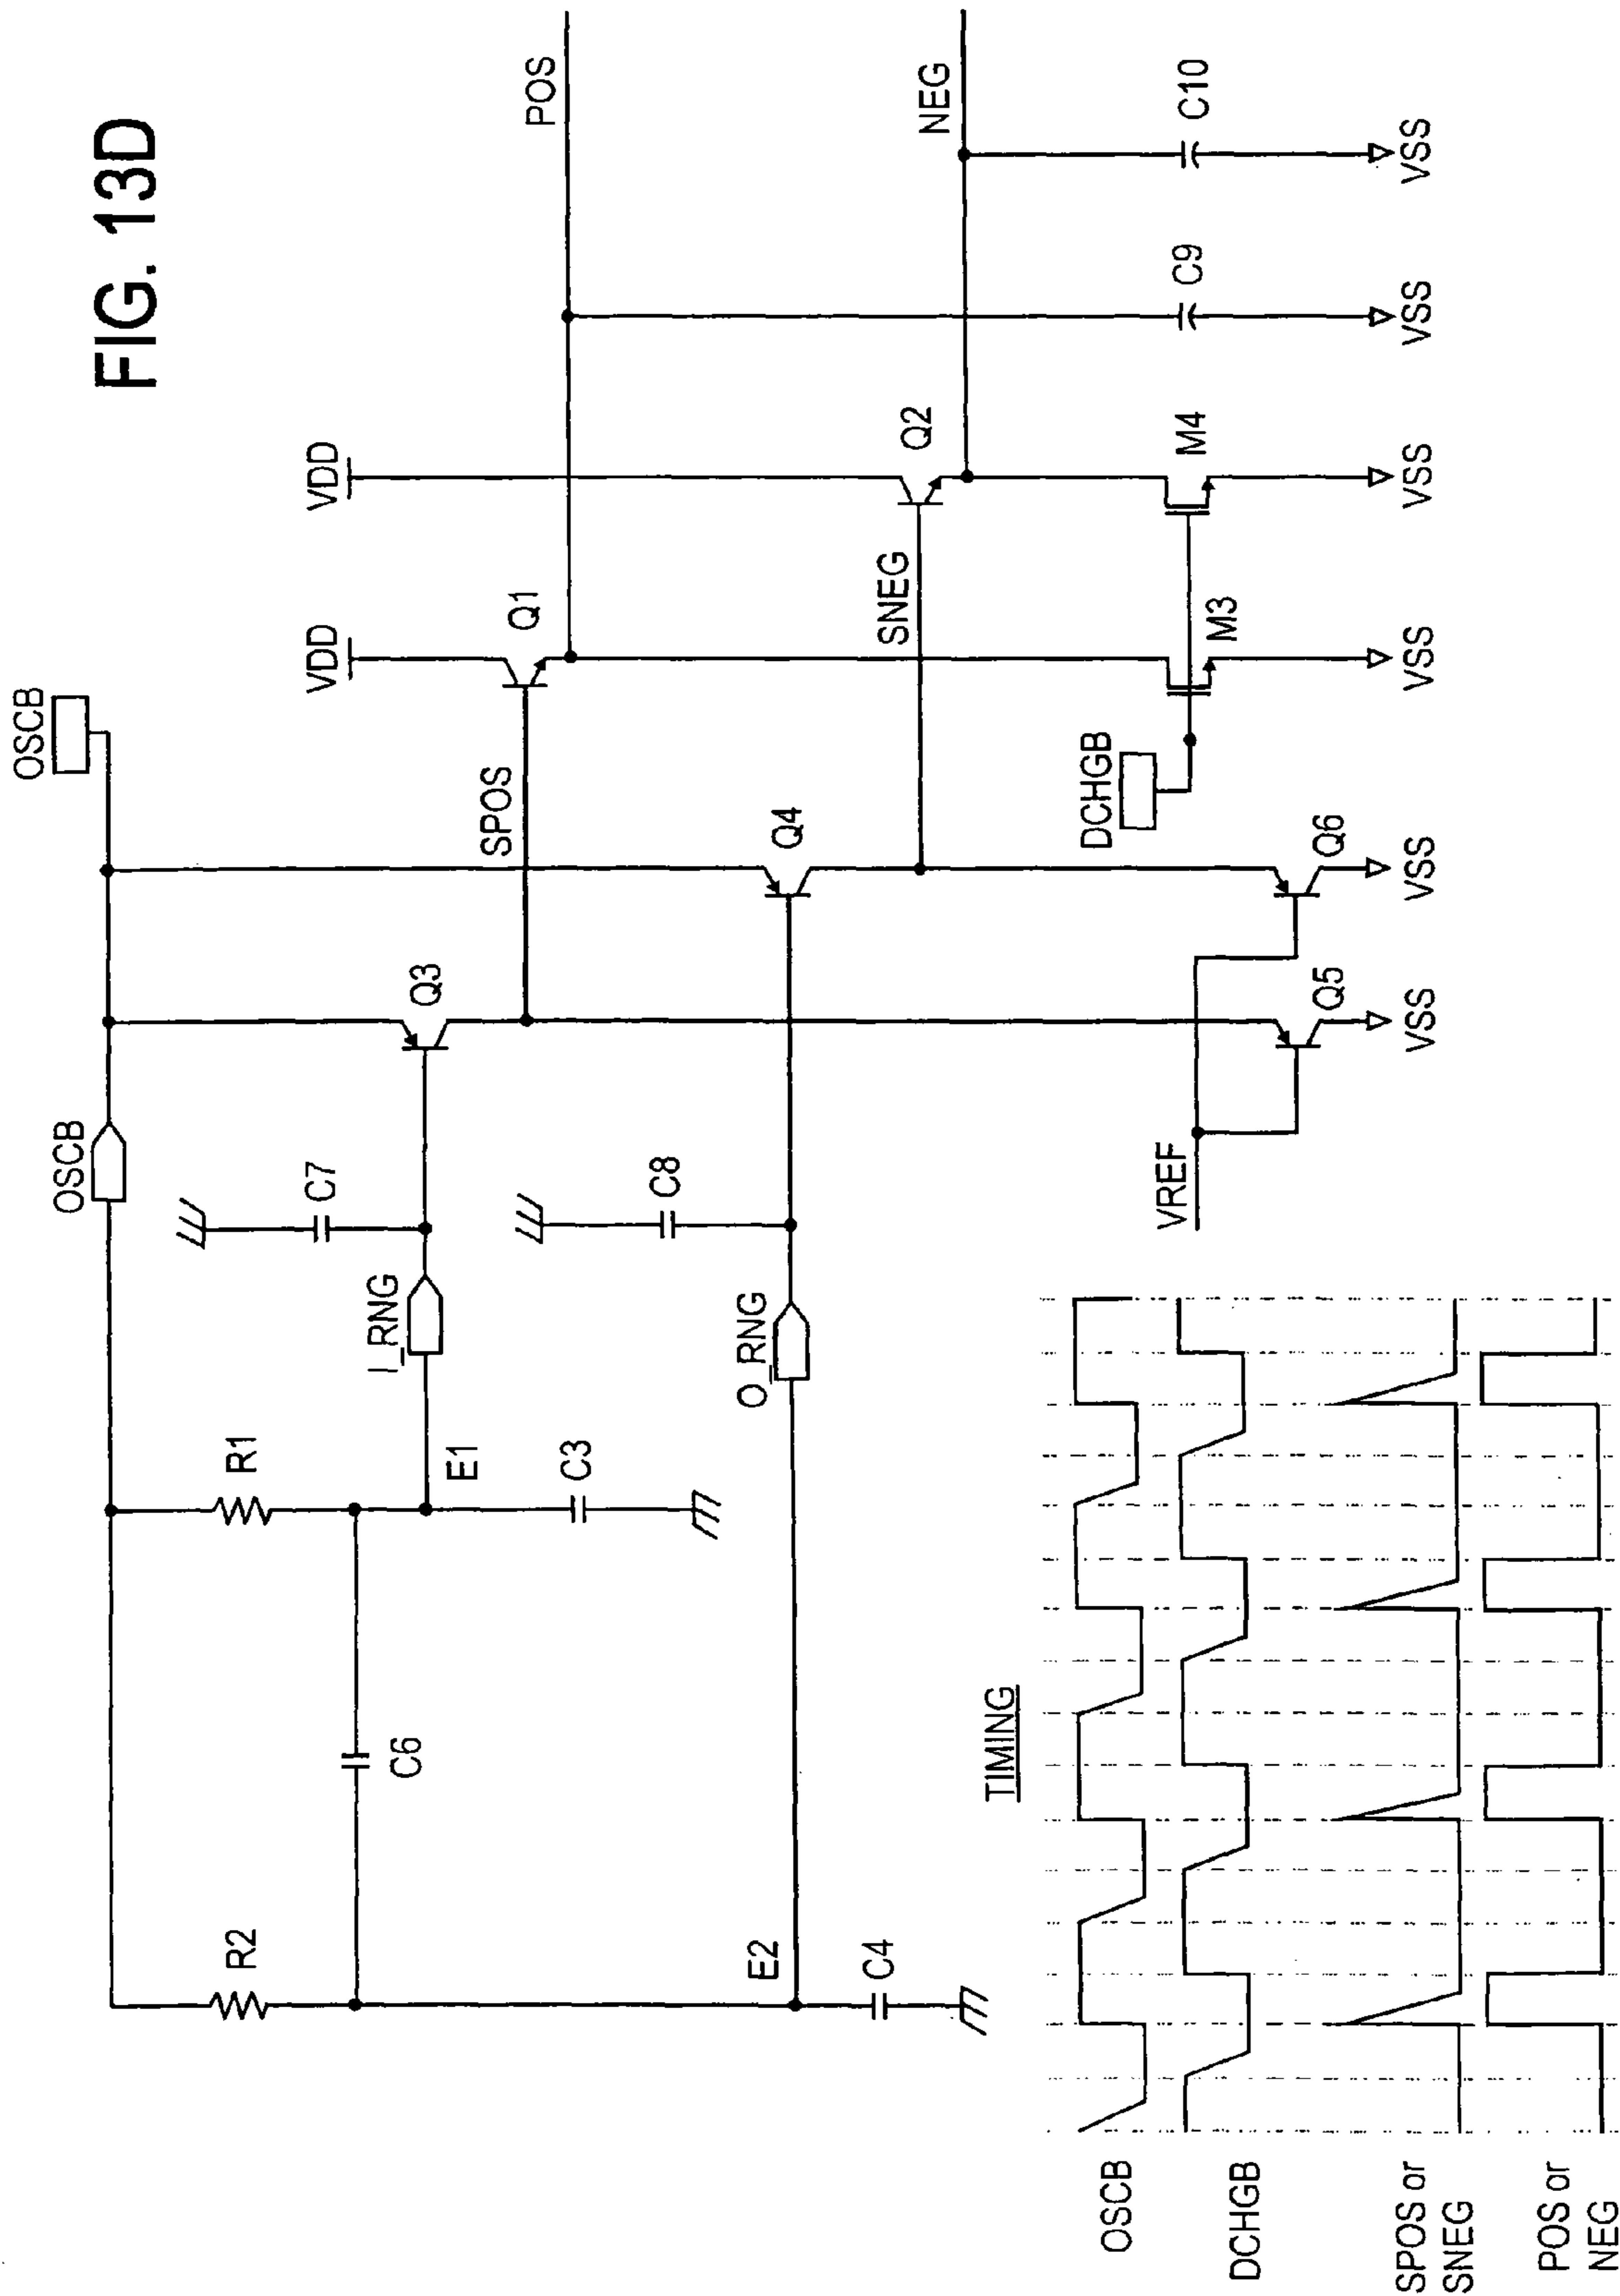 FIG. 13D
OSCB
OSCB
VDD
VDD
POS
R2
R1
C7
I_RNG
Q3
SPOS
Q1
E1
C6
C3
C8
O_RNG
Q4
SNEG
Q2
NEG
E2
C4
VREF
Q5
Q6
DCHGB
M3
M4
C9
C10
VSS
VSS
VSS
VSS
VSS
VSS
TIMING
OSCB
DCHGB
SPOS or
SNEG
POS or
NEG